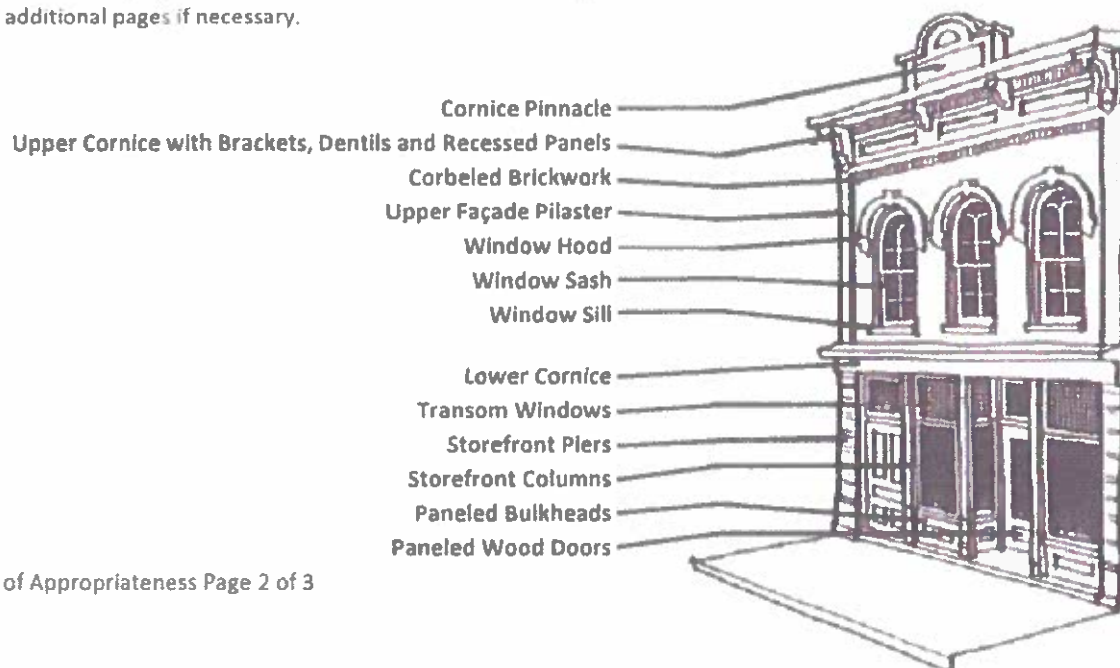 additional pages if necessary.
Cornice Pinnacle
Upper Cornice with Brackets, Dentils and Recessed Panels
Corbeled Brickwork
Upper Façade Pilaster
Window Hood
Window Sash
Window Sill
Lower Cornice
Transom Windows
Storefront Piers
Storefront Columns
Paneled Bulkheads
Paneled Wood Doors
of Appropriateness Page 2 of 3